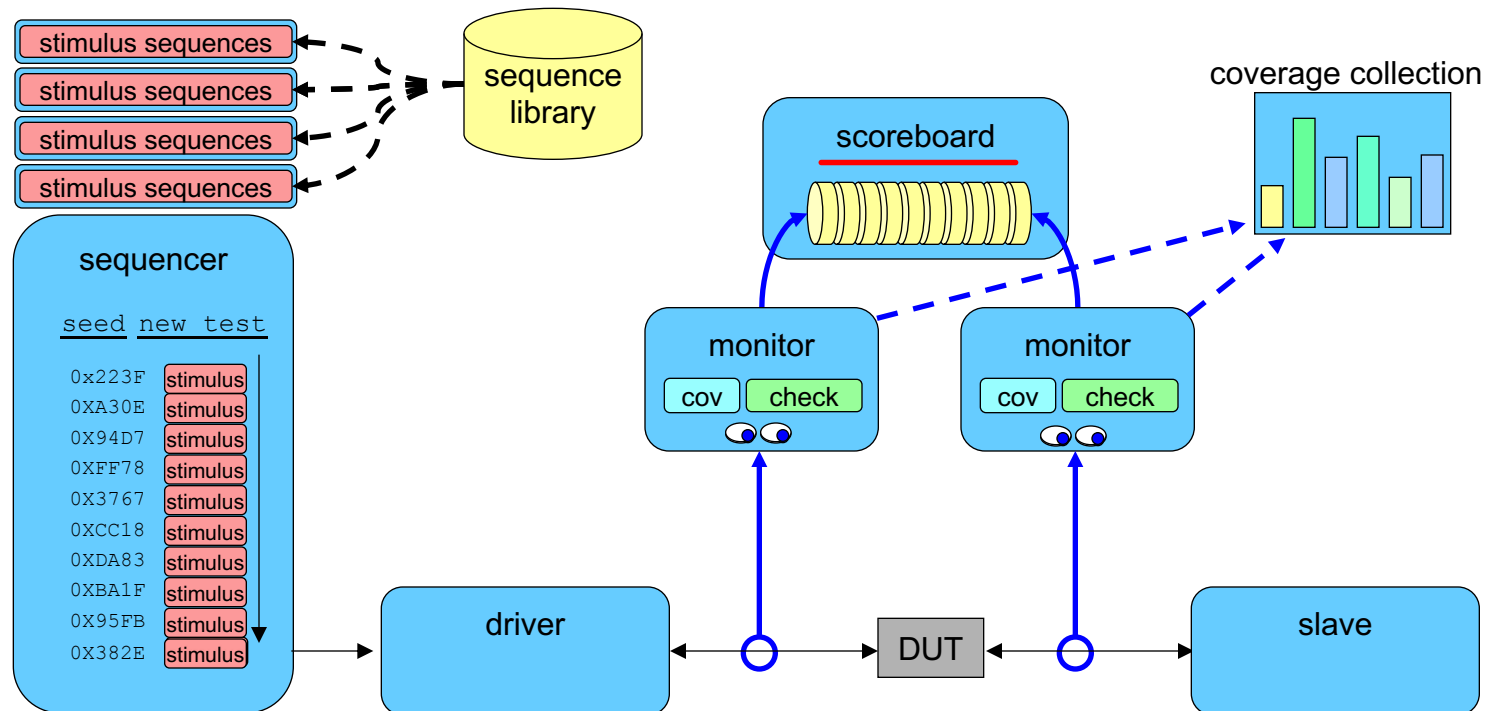 stimulus sequences
stimulus sequences
stimulus sequences
stimulus sequences
sequence
library
coverage collection
scoreboard
sequencer
seed new test
0x223F stimulus
0XA30E stimulus
0X94D7 stimulus
0XFF78 stimulus
0X3767 stimulus
0XCC18 stimulus
0XDA83 stimulus
0XBA1F stimulus
0X95FB stimulus
0X382E stimulus
monitor
cov check
monitor
cov check
driver
DUT
slave